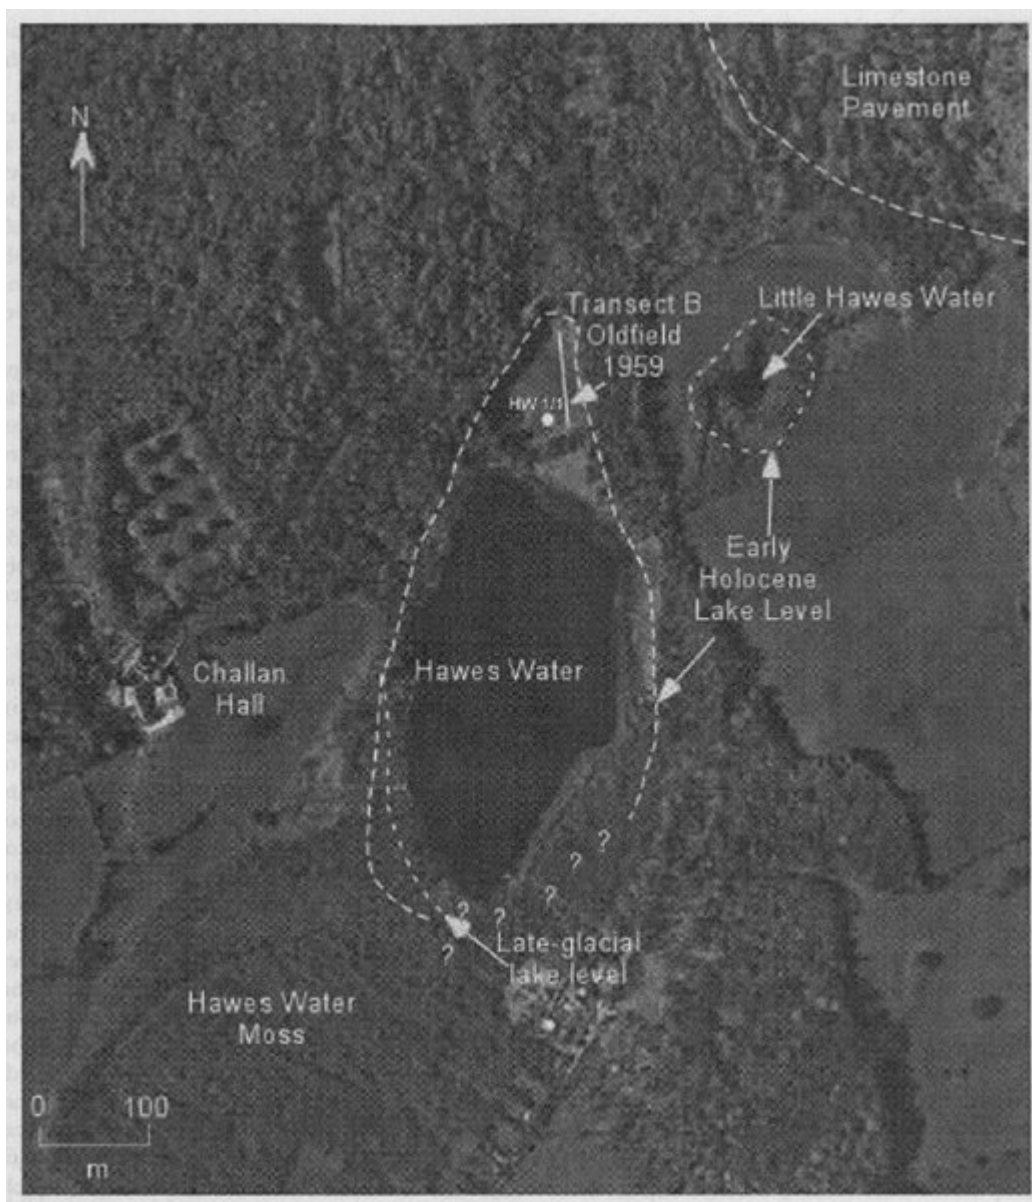 Limestone
Pavement
N
Transect B
Oldfield
1959
Little Hawes Water
HW 1/1
Early
Holocene
Lake Level
Challan
Hall
Hawes Water
?
?
?
?
?
?
Late-glacial
lake level
Hawes Water
Moss
0 100
m